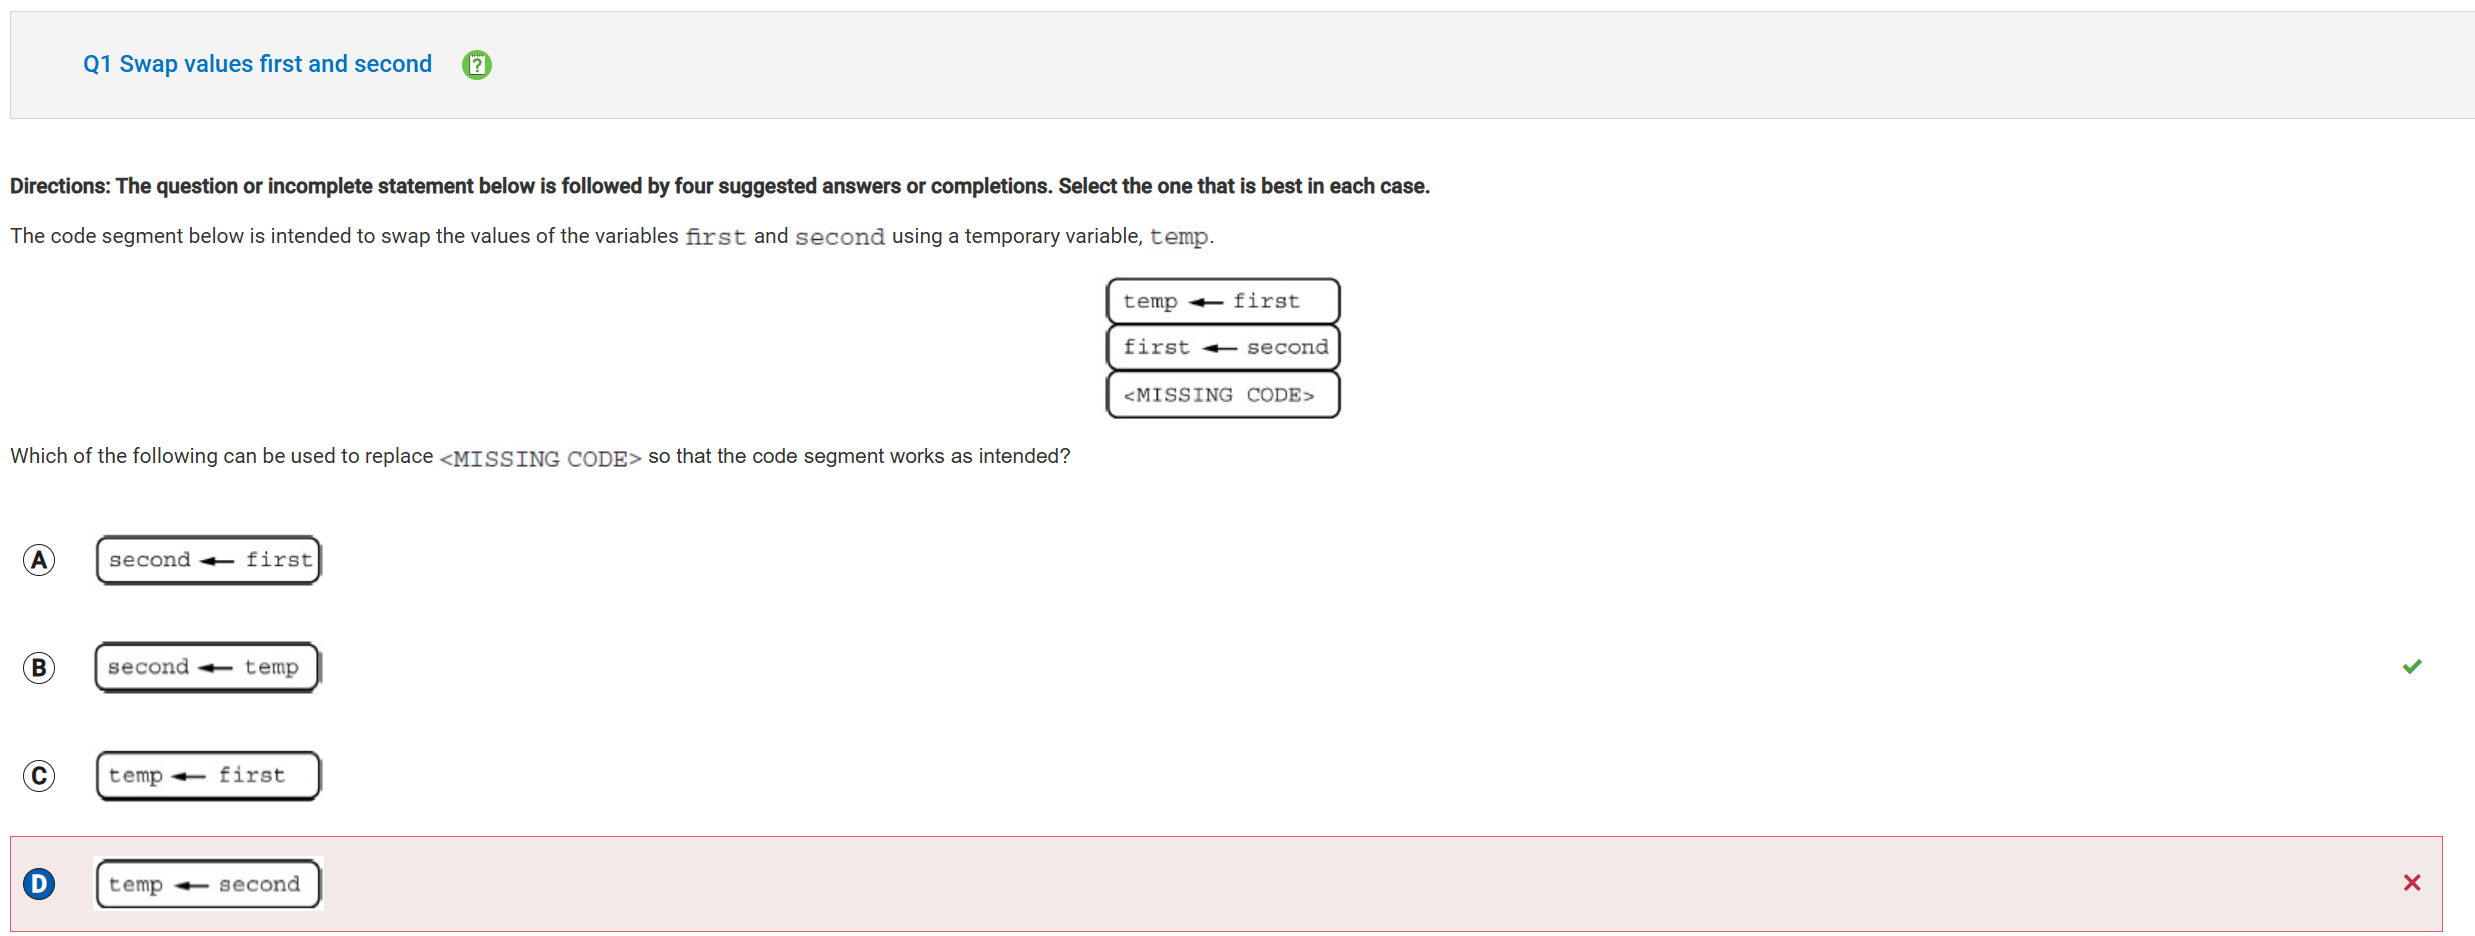 Q1 Swap values first and second
Directions: The question or incomplete statement below is followed by four suggested answers or completions. Select the one that is best in each case.
The code segment below is intended to swap the values of the variables first and second using a temporary variable, temp.
temp ← first
first ← second
<MISSING CODE>
Which of the following can be used to replace <MISSING CODE> so that the code segment works as intended?
A second ← first
B second ← temp
C temp ← first
D temp ← second